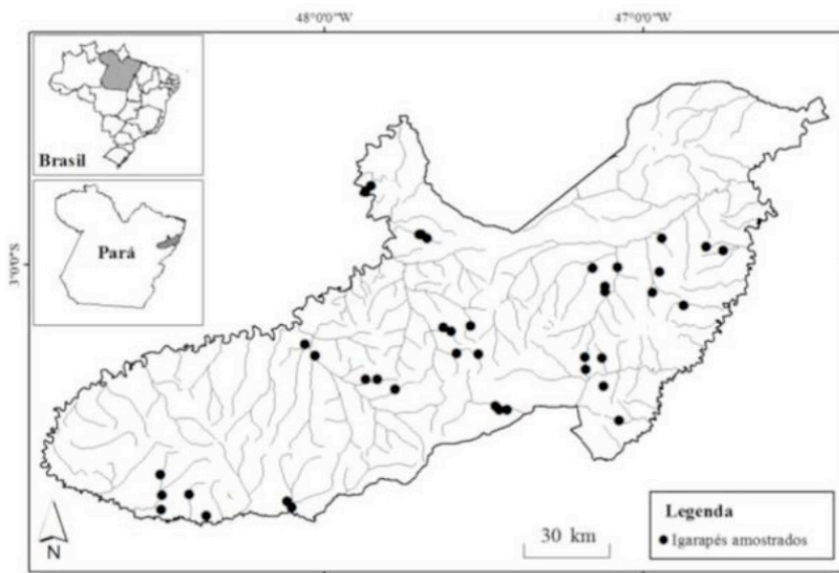 48°0'0"W
47°0'0"W
Brasil
Pará
3°0'0"S
Legenda
Igarapés amostrados
30 km
N